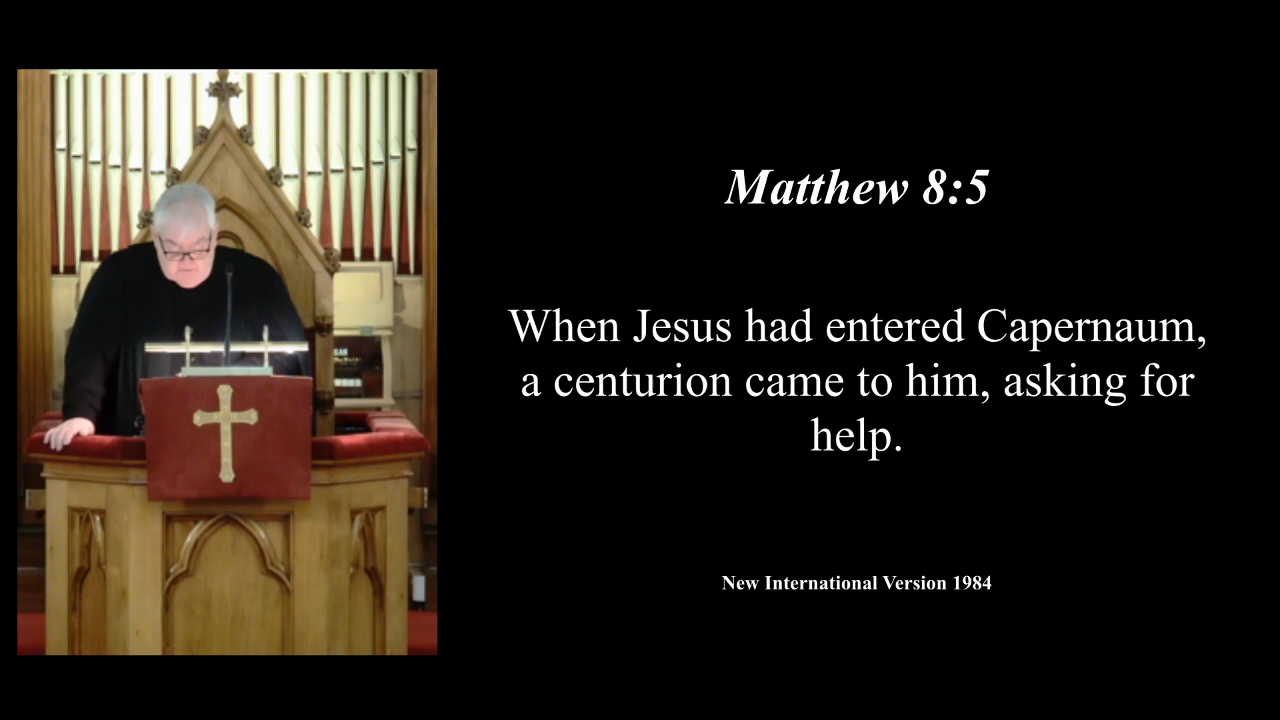 Matthew 8:5
When Jesus had entered Capernaum,
a centurion came to him, asking for
help.
New International Version 1984